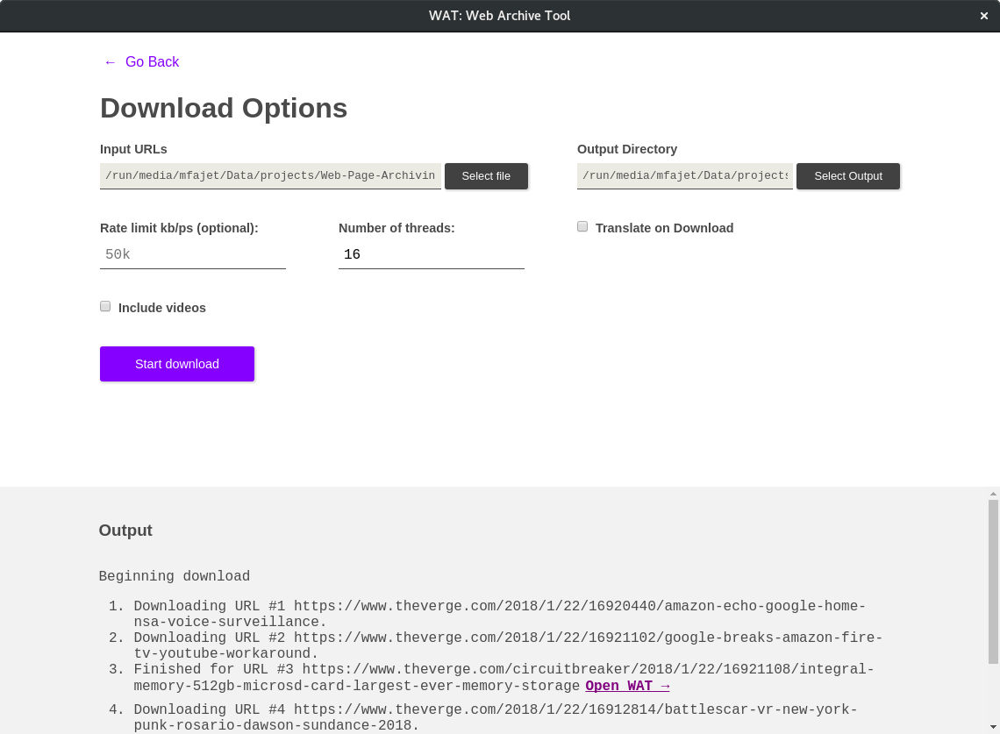 WAT: Web Archive Tool
×
← Go Back
Download Options
Input URLs
Output Directory
/run/media/mfajet/Data/projects/Web-Page-Archivin
Select file
/run/media/mfajet/Data/projects
Select Output
Rate limit kb/ps (optional):
Number of threads:
Translate on Download
50k
16
Include videos
Start download
Output
Beginning download
1. Downloading URL #1 https://www.theverge.com/2018/1/22/16920440/amazon-echo-google-home-
nsa-voice-surveillance.
2. Downloading URL #2 https://www.theverge.com/2018/1/22/16921102/google-breaks-amazon-fire-
tv-youtube-workaround.
3. Finished for URL #3 https://www.theverge.com/circuitbreaker/2018/1/22/16921108/integral-
memory-512gb-microsd-card-largest-ever-memory-storage Open WAT →
4. Downloading URL #4 https://www.theverge.com/2018/1/22/16912814/battlescar-vr-new-york-
punk-rosario-dawson-sundance-2018.